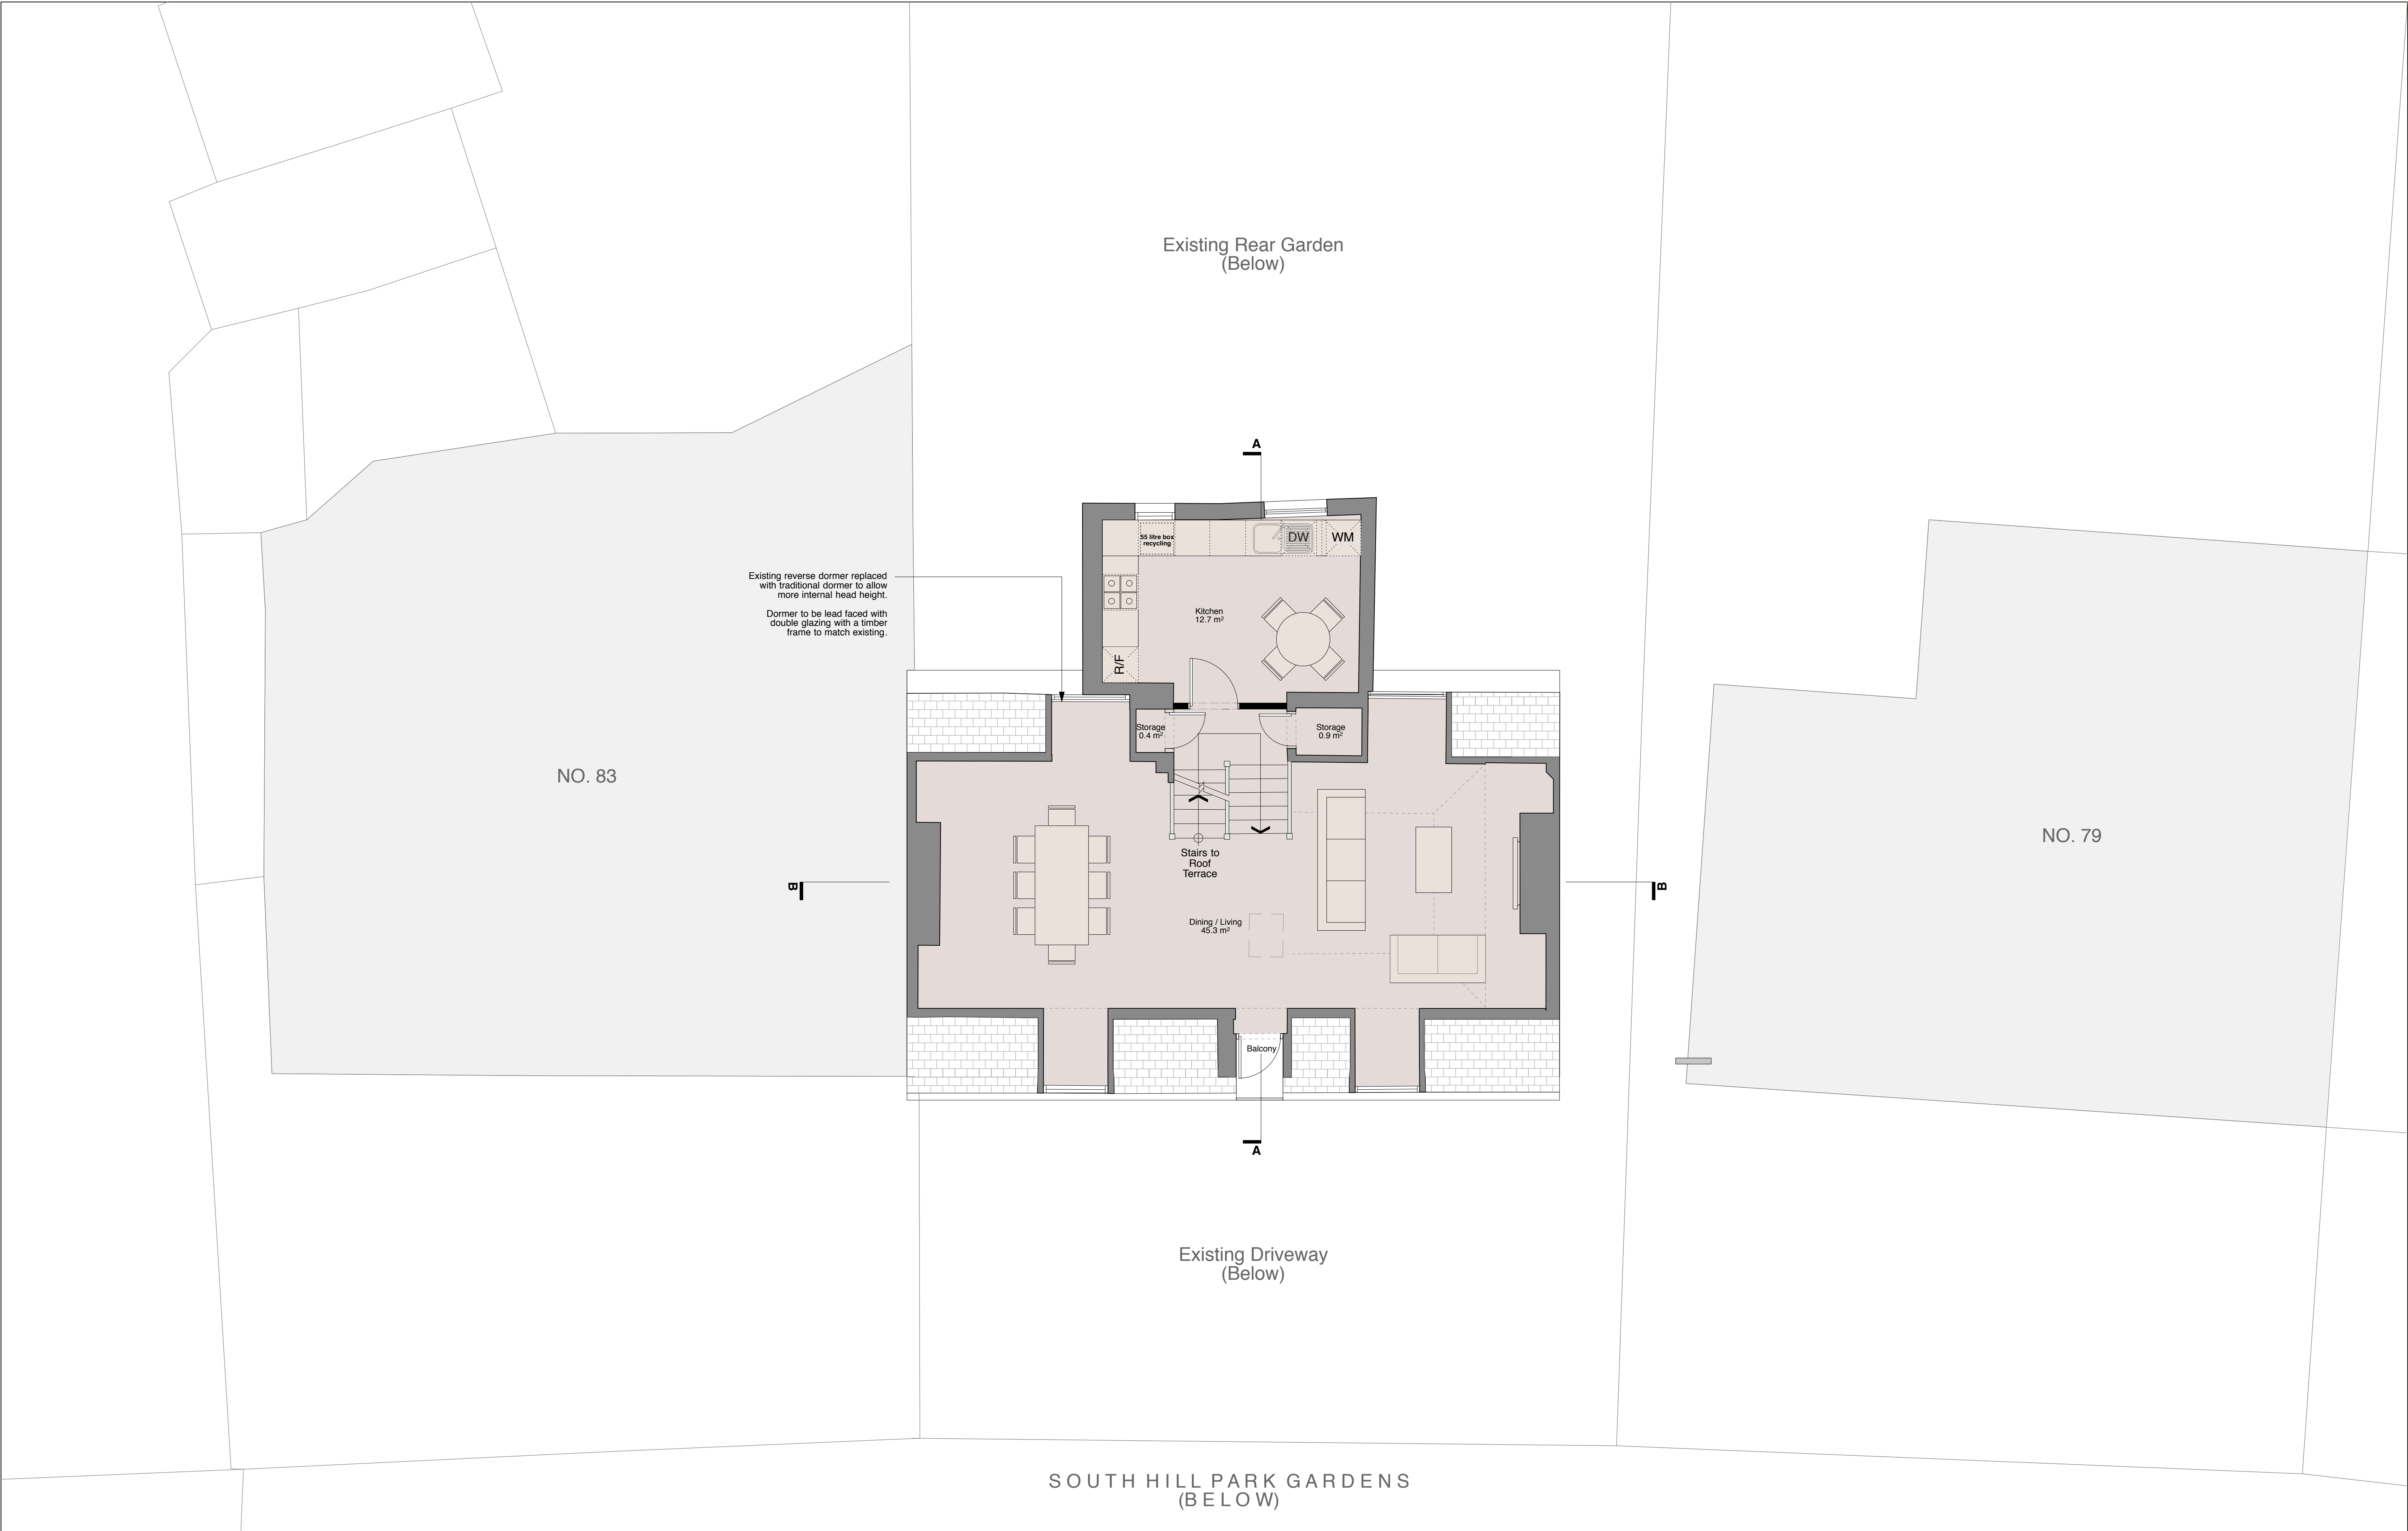 Existing Rear Garden
(Below)
A
55 litre box
recycling
DW
WM
Existing reverse dormer replaced
with traditional dormer to allow
more internal head height.
Dormer to be lead faced with
double glazing with a timber
frame to match existing.
Kitchen
12.7 m²
R/F
Storage
0.4 m²
Storage
0.9 m²
NO. 83
NO. 79
Stairs to
Roof
Terrace
B
B
Dining / Living
45.3 m²
Balcony
A
Existing Driveway
(Below)
SOUTH HILL PARK GARDENS
(BELOW)